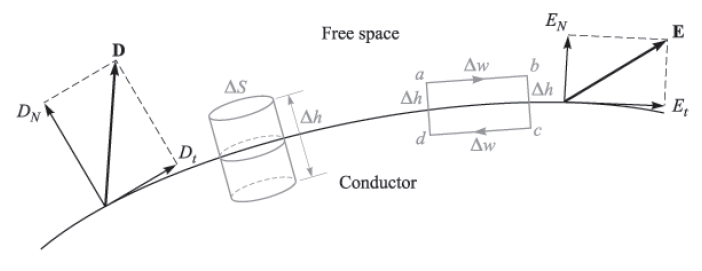 Free space
D
D_N
D_t
ΔS
Δh
a
Δw
b
Δh
Δh
d
Δw
c
E_N
E
E_t
Conductor